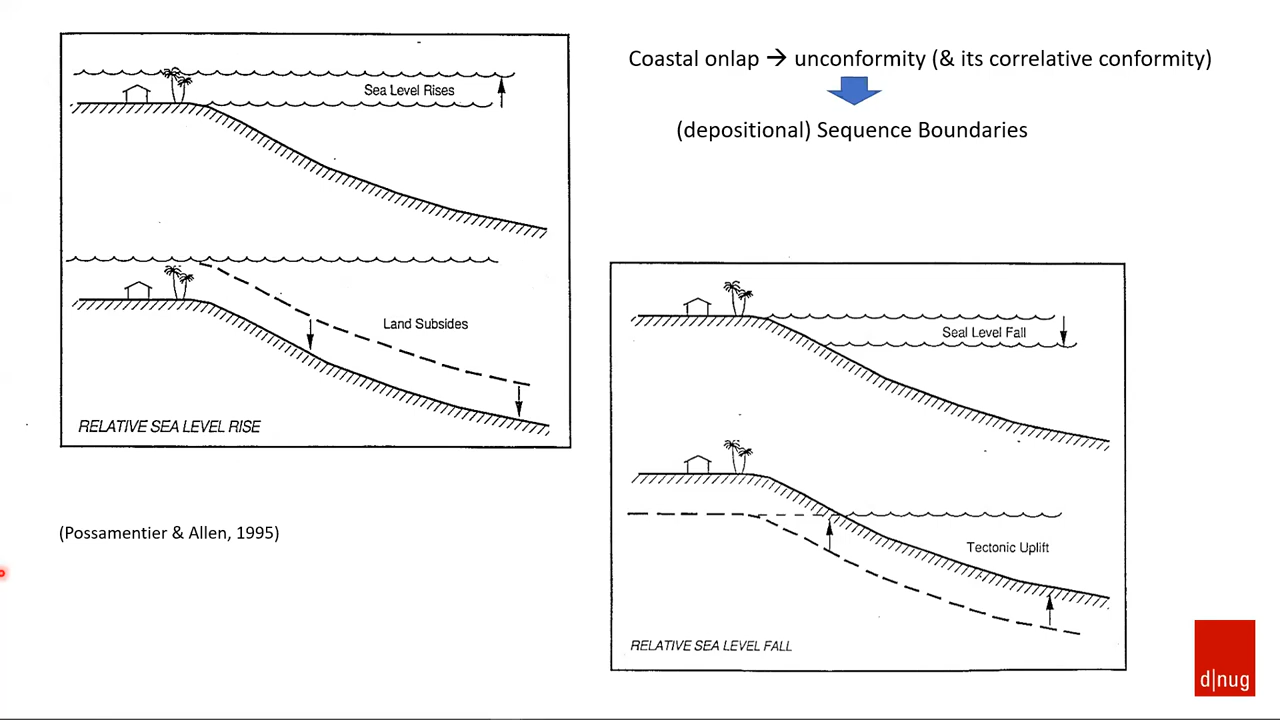 Coastal onlap → unconformity (& its correlative conformity)
(depositional) Sequence Boundaries
Sea Level Rises
Land Subsides
RELATIVE SEA LEVEL RISE
(Possamentier & Allen, 1995)
Seal Level Fall
Tectonic Uplift
RELATIVE SEA LEVEL FALL
d|nug